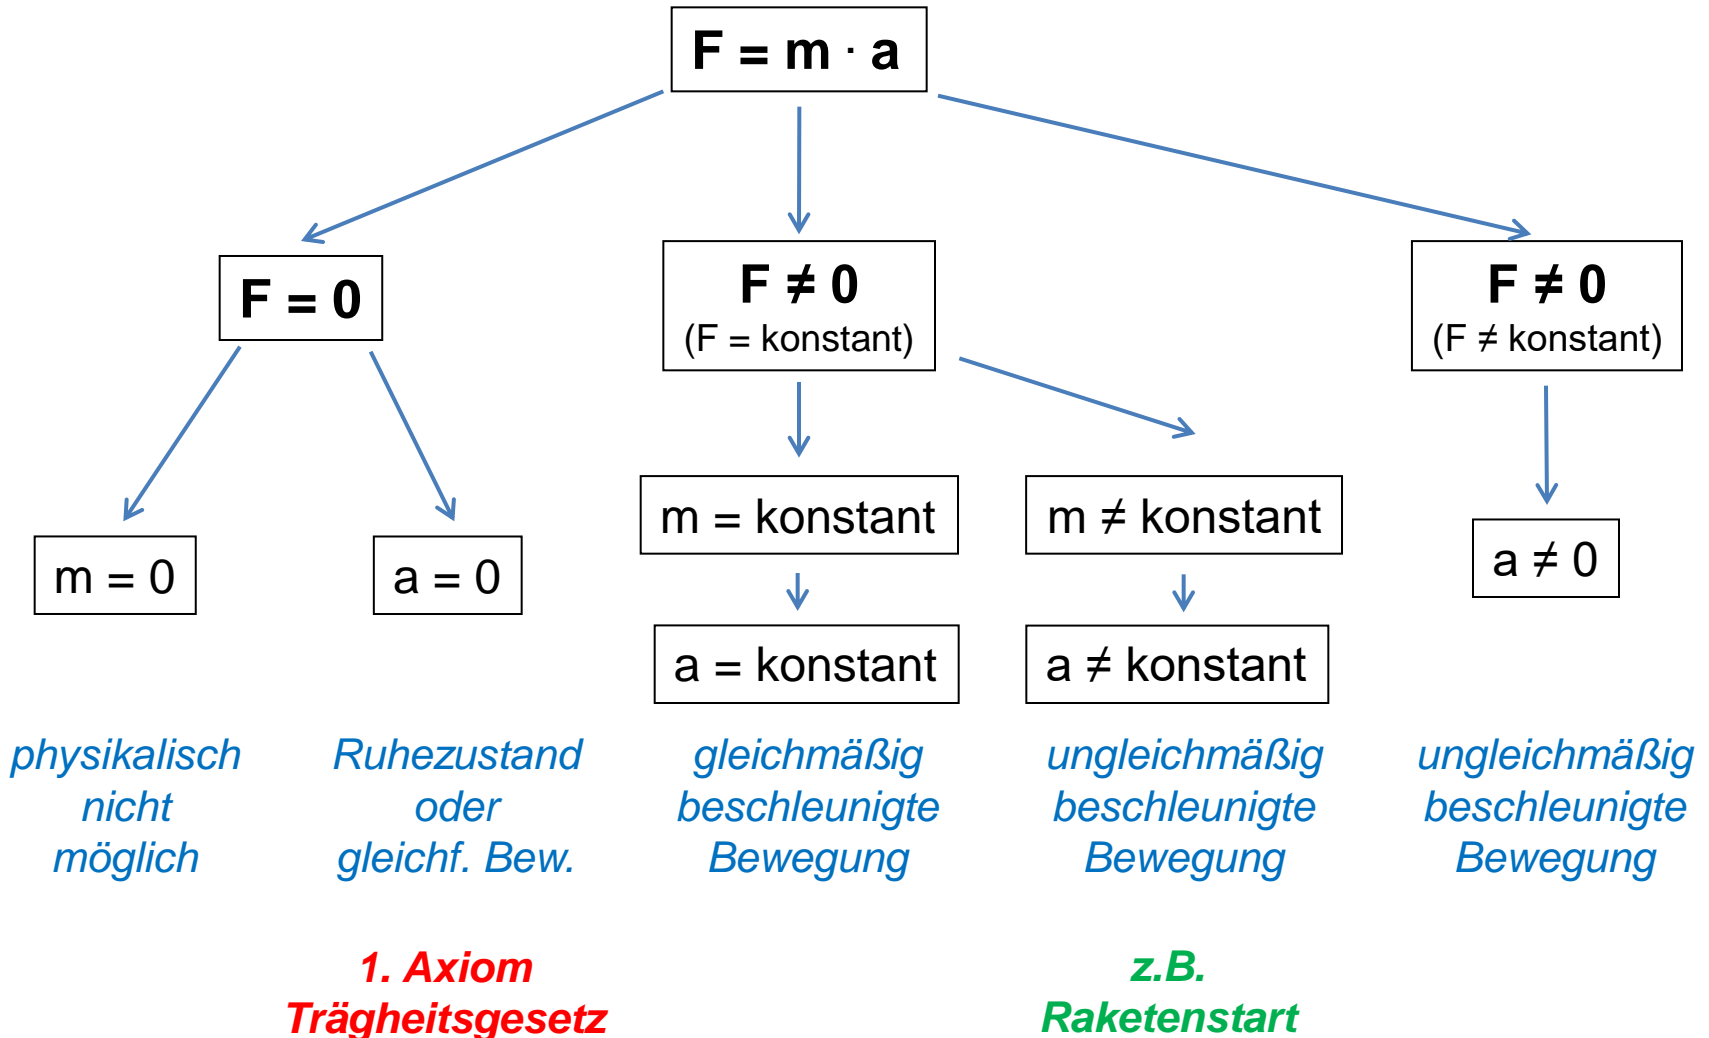 F = m · a
F = 0
F ≠ 0
(F = konstant)
F ≠ 0
(F ≠ konstant)
m = 0
a = 0
m = konstant
m ≠ konstant
a ≠ 0
a = konstant
a ≠ konstant
physikalisch
nicht
möglich
Ruhezustand
oder
gleichf. Bew.
gleichmäßig
beschleunigte
Bewegung
ungleichmäßig
beschleunigte
Bewegung
ungleichmäßig
beschleunigte
Bewegung
1. Axiom
Trägheitsgesetz
z.B.
Raketenstart